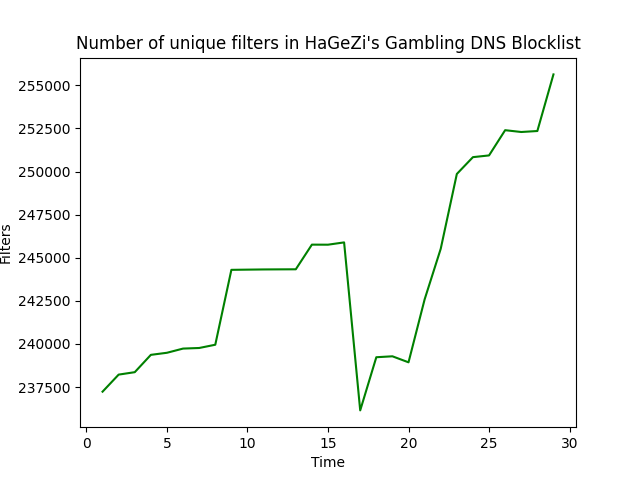 Number of unique filters in HaGeZi's Gambling DNS Blocklist
255000
252500
250000
247500
245000
242500
240000
237500
Filters
0 5 10 15 20 25 30
Time